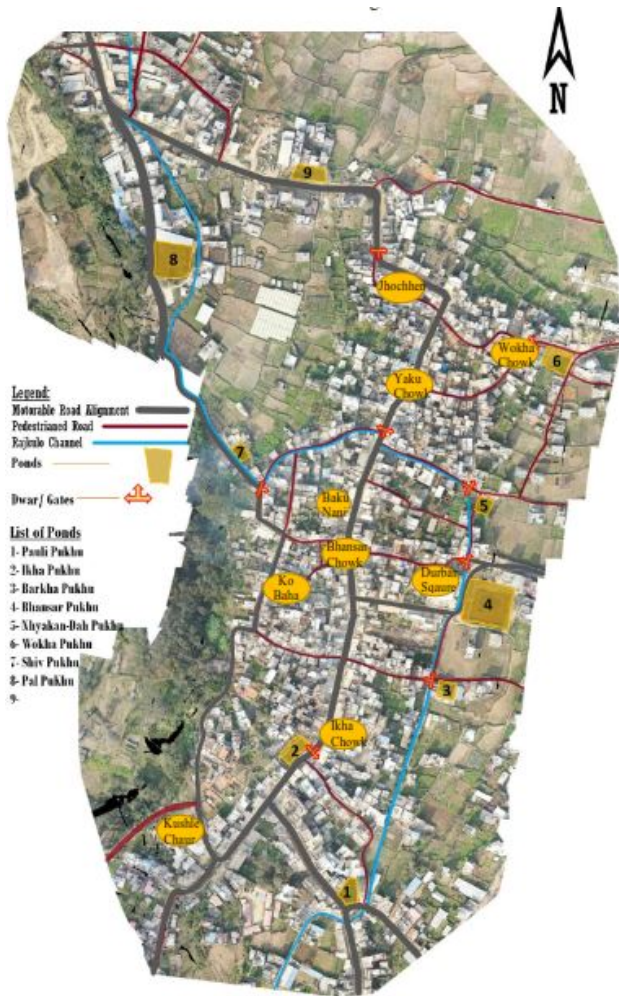 N
9
8
Jhochhen
Wokha
Chowk
6
Yaku
Chowk
Legend:
Motorable Road Alignment
Pedestrianed Road
Rajkulo Channel
Ponds
Dwar/ Gates
7
5
Baku
Nani
Bhansar
Chowk
Durbar
Sqaure
Ko
Baha
4
List of Ponds
1- Pauli Pukhu
2- Ikha Pukhu
3- Barkha Pukhu
4- Bhansar Pukhu
5- Xhyakan-Dah Pukhu
6- Wokha Pukhu
7- Shiv Pukhu
8- Pal Pukhu
9-
3
Ikha
Chowk
2
Kushle
Chaur
1